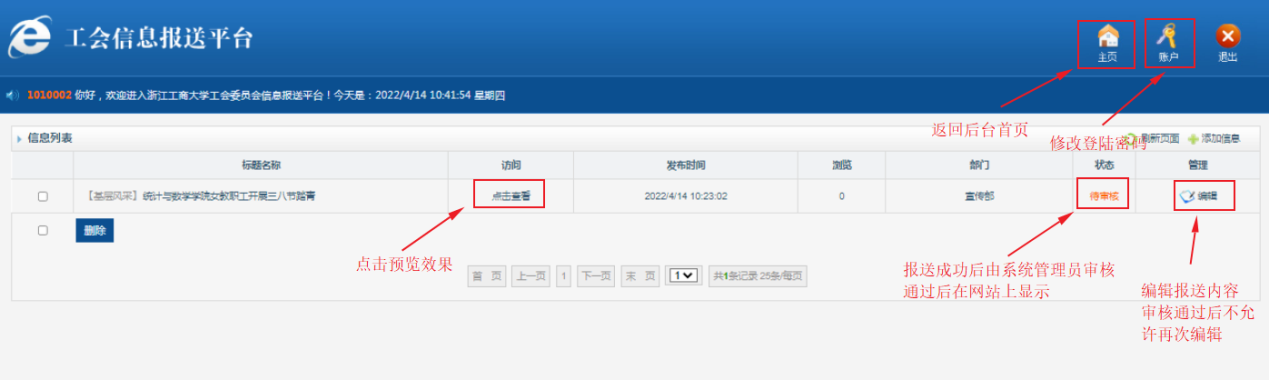 工会信息报送平台
主页
账户
退出
1010002 你好，欢迎进入浙江工商大学工会委员会信息报送平台！今天是：2022/4/14 10:41:54 星期四
返回后台首页
修改登陆密码
信息列表
刷新页面
添加信息
标题名称 访问 发布时间 浏览 部门 状态 管理
【基层风采】统计与数学学院女教职工开展三八节踏青 点击查看 2022/4/14 10:23:02 0 宣传部 待审核 编辑
删除
点击预览效果
首 页 上一页 1 下一页 末 页 1 共1条记录 25条/每页
报送成功后由系统管理员审核
通过后在网站上显示
编辑报送内容
审核通过后不允
许再次编辑